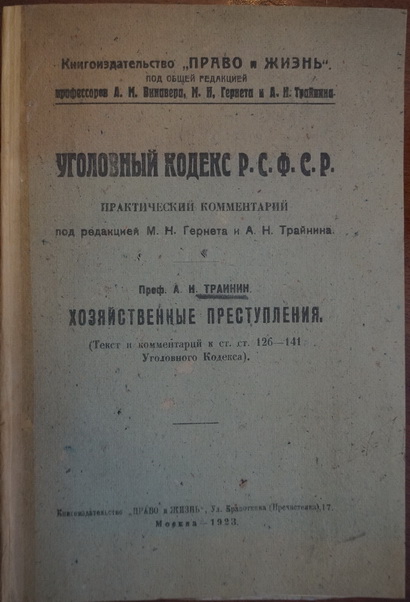 Книгоиздательство „ПРАВО и ЖИЗНЬ".
ПОД ОБЩЕЙ РЕДАКЦИЕЙ
профессоров А. М. Винавера, М. Н. Гернета и А. Н. Трайнина.
УГОЛОВНЫЙ КОДЕКС Р. С. Ф. С. Р.
ПРАКТИЧЕСКИЙ КОММЕНТАРИЙ
под редакцией М. Н. Гернета и А. Н. Трайнина.
Проф. А. Н. ТРАЙНИН.
ХОЗЯЙСТВЕННЫЕ ПРЕСТУПЛЕНИЯ.
(Текст и комментарий к ст. ст. 126—141
Уголовного Кодекса).
Книгоиздательство „ПРАВО и ЖИЗНЬ", Ул. (Пречистенка), 17.
Москва—1923.